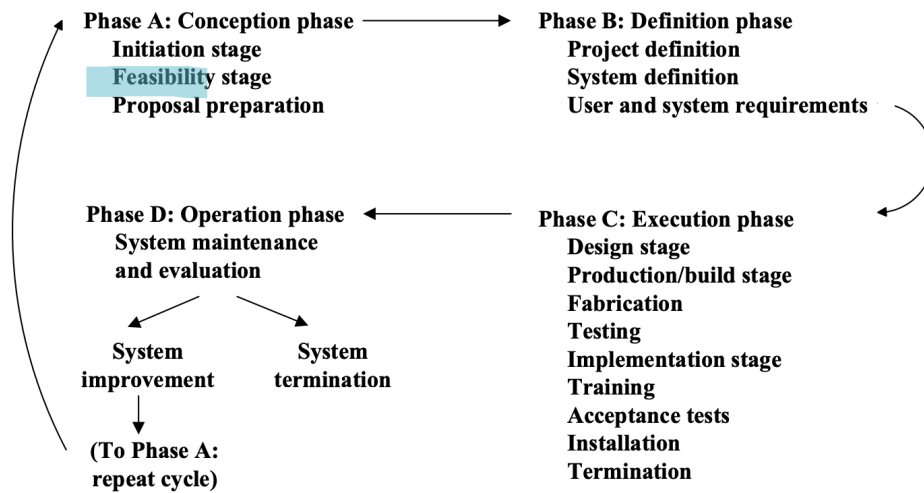 Phase A: Conception phase
Initiation stage
Feasibility stage
Proposal preparation
Phase B: Definition phase
Project definition
System definition
User and system requirements
Phase C: Execution phase
Design stage
Production/build stage
Fabrication
Testing
Implementation stage
Training
Acceptance tests
Installation
Termination
Phase D: Operation phase
System maintenance
and evaluation
System
improvement
System
termination
(To Phase A:
repeat cycle)